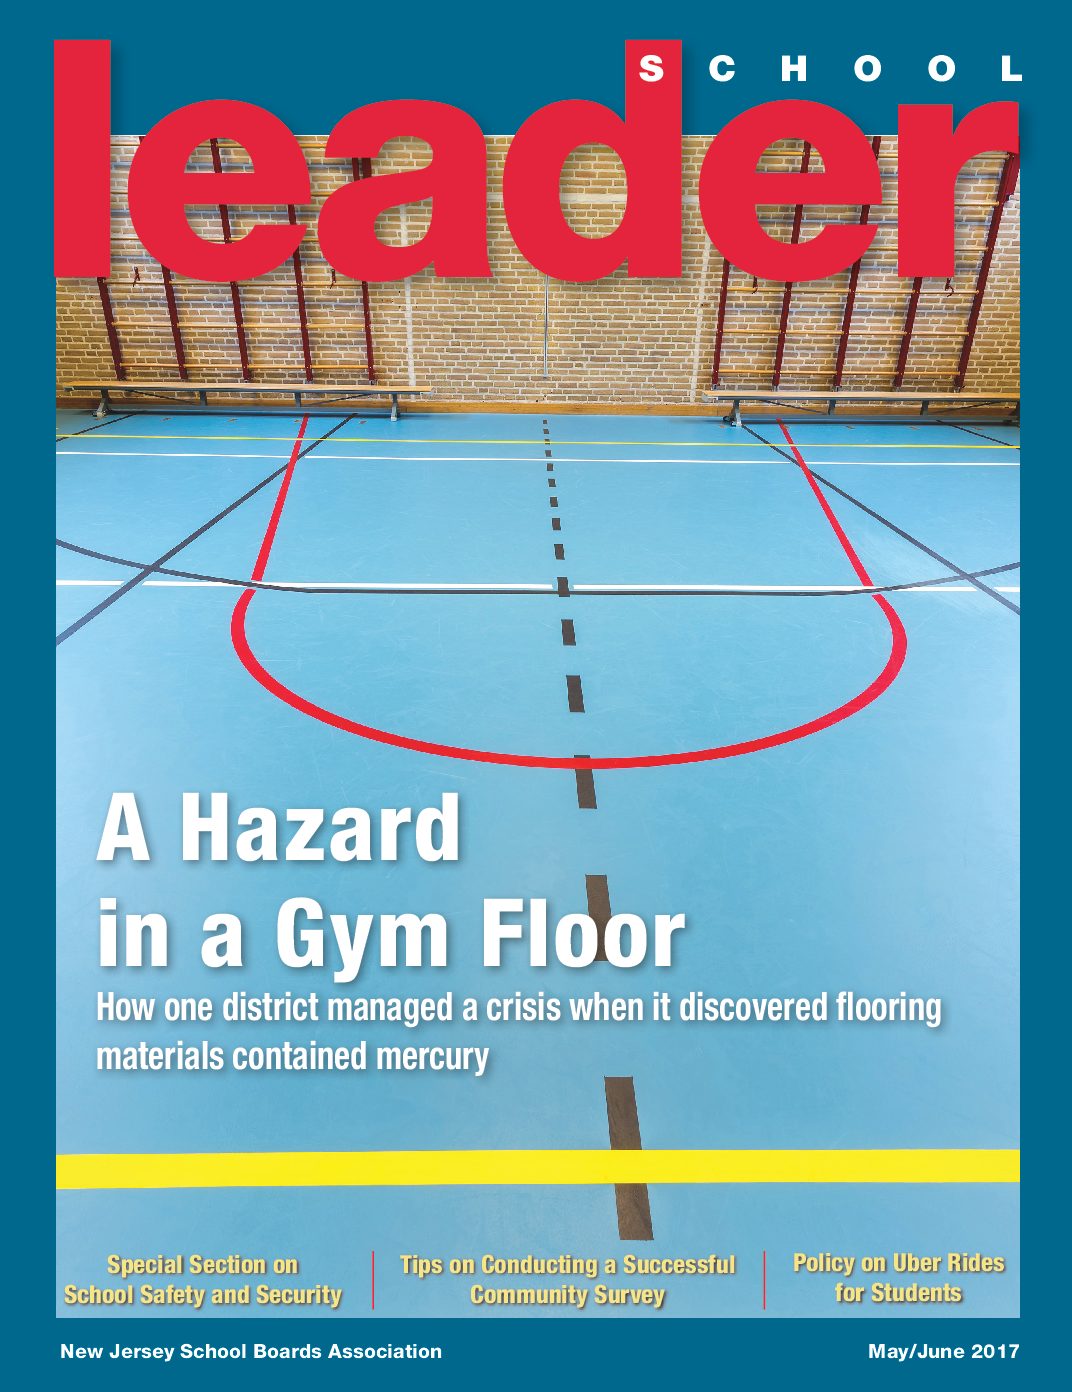 SCHOOL
leader
A Hazard
in a Gym Floor
How one district managed a crisis when it discovered flooring
materials contained mercury
Special Section on
School Safety and Security
Tips on Conducting a Successful
Community Survey
Policy on Uber Rides
for Students
New Jersey School Boards Association
May/June 2017